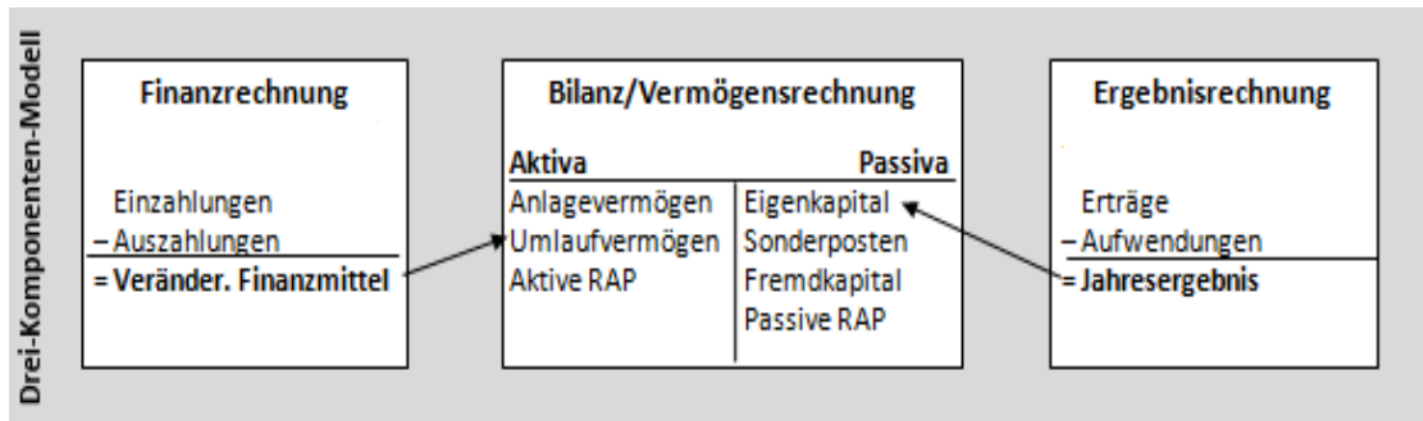 Drei-Komponenten-Modell
Finanzrechnung
Einzahlungen
– Auszahlungen
= Veränder. Finanzmittel
Bilanz/Vermögensrechnung
Aktiva Passiva
Anlagevermögen Eigenkapital
Umlaufvermögen Sonderposten
Aktive RAP Fremdkapital
Passive RAP
Ergebnisrechnung
Erträge
– Aufwendungen
= Jahresergebnis